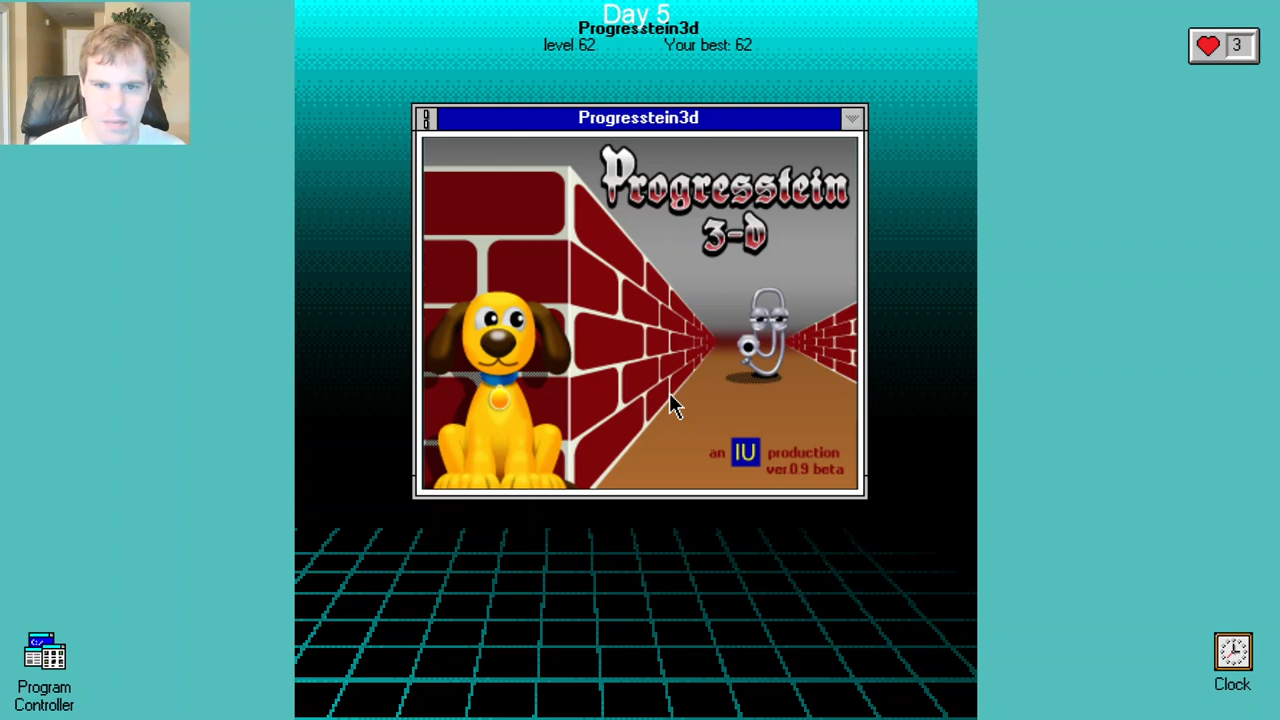 Day 5
Progresstein3d
level 62 Your best: 62
3
Progresstein3d
Progresstein
3-D
an IU production
ver.0.9 beta
Program
Controller
Clock